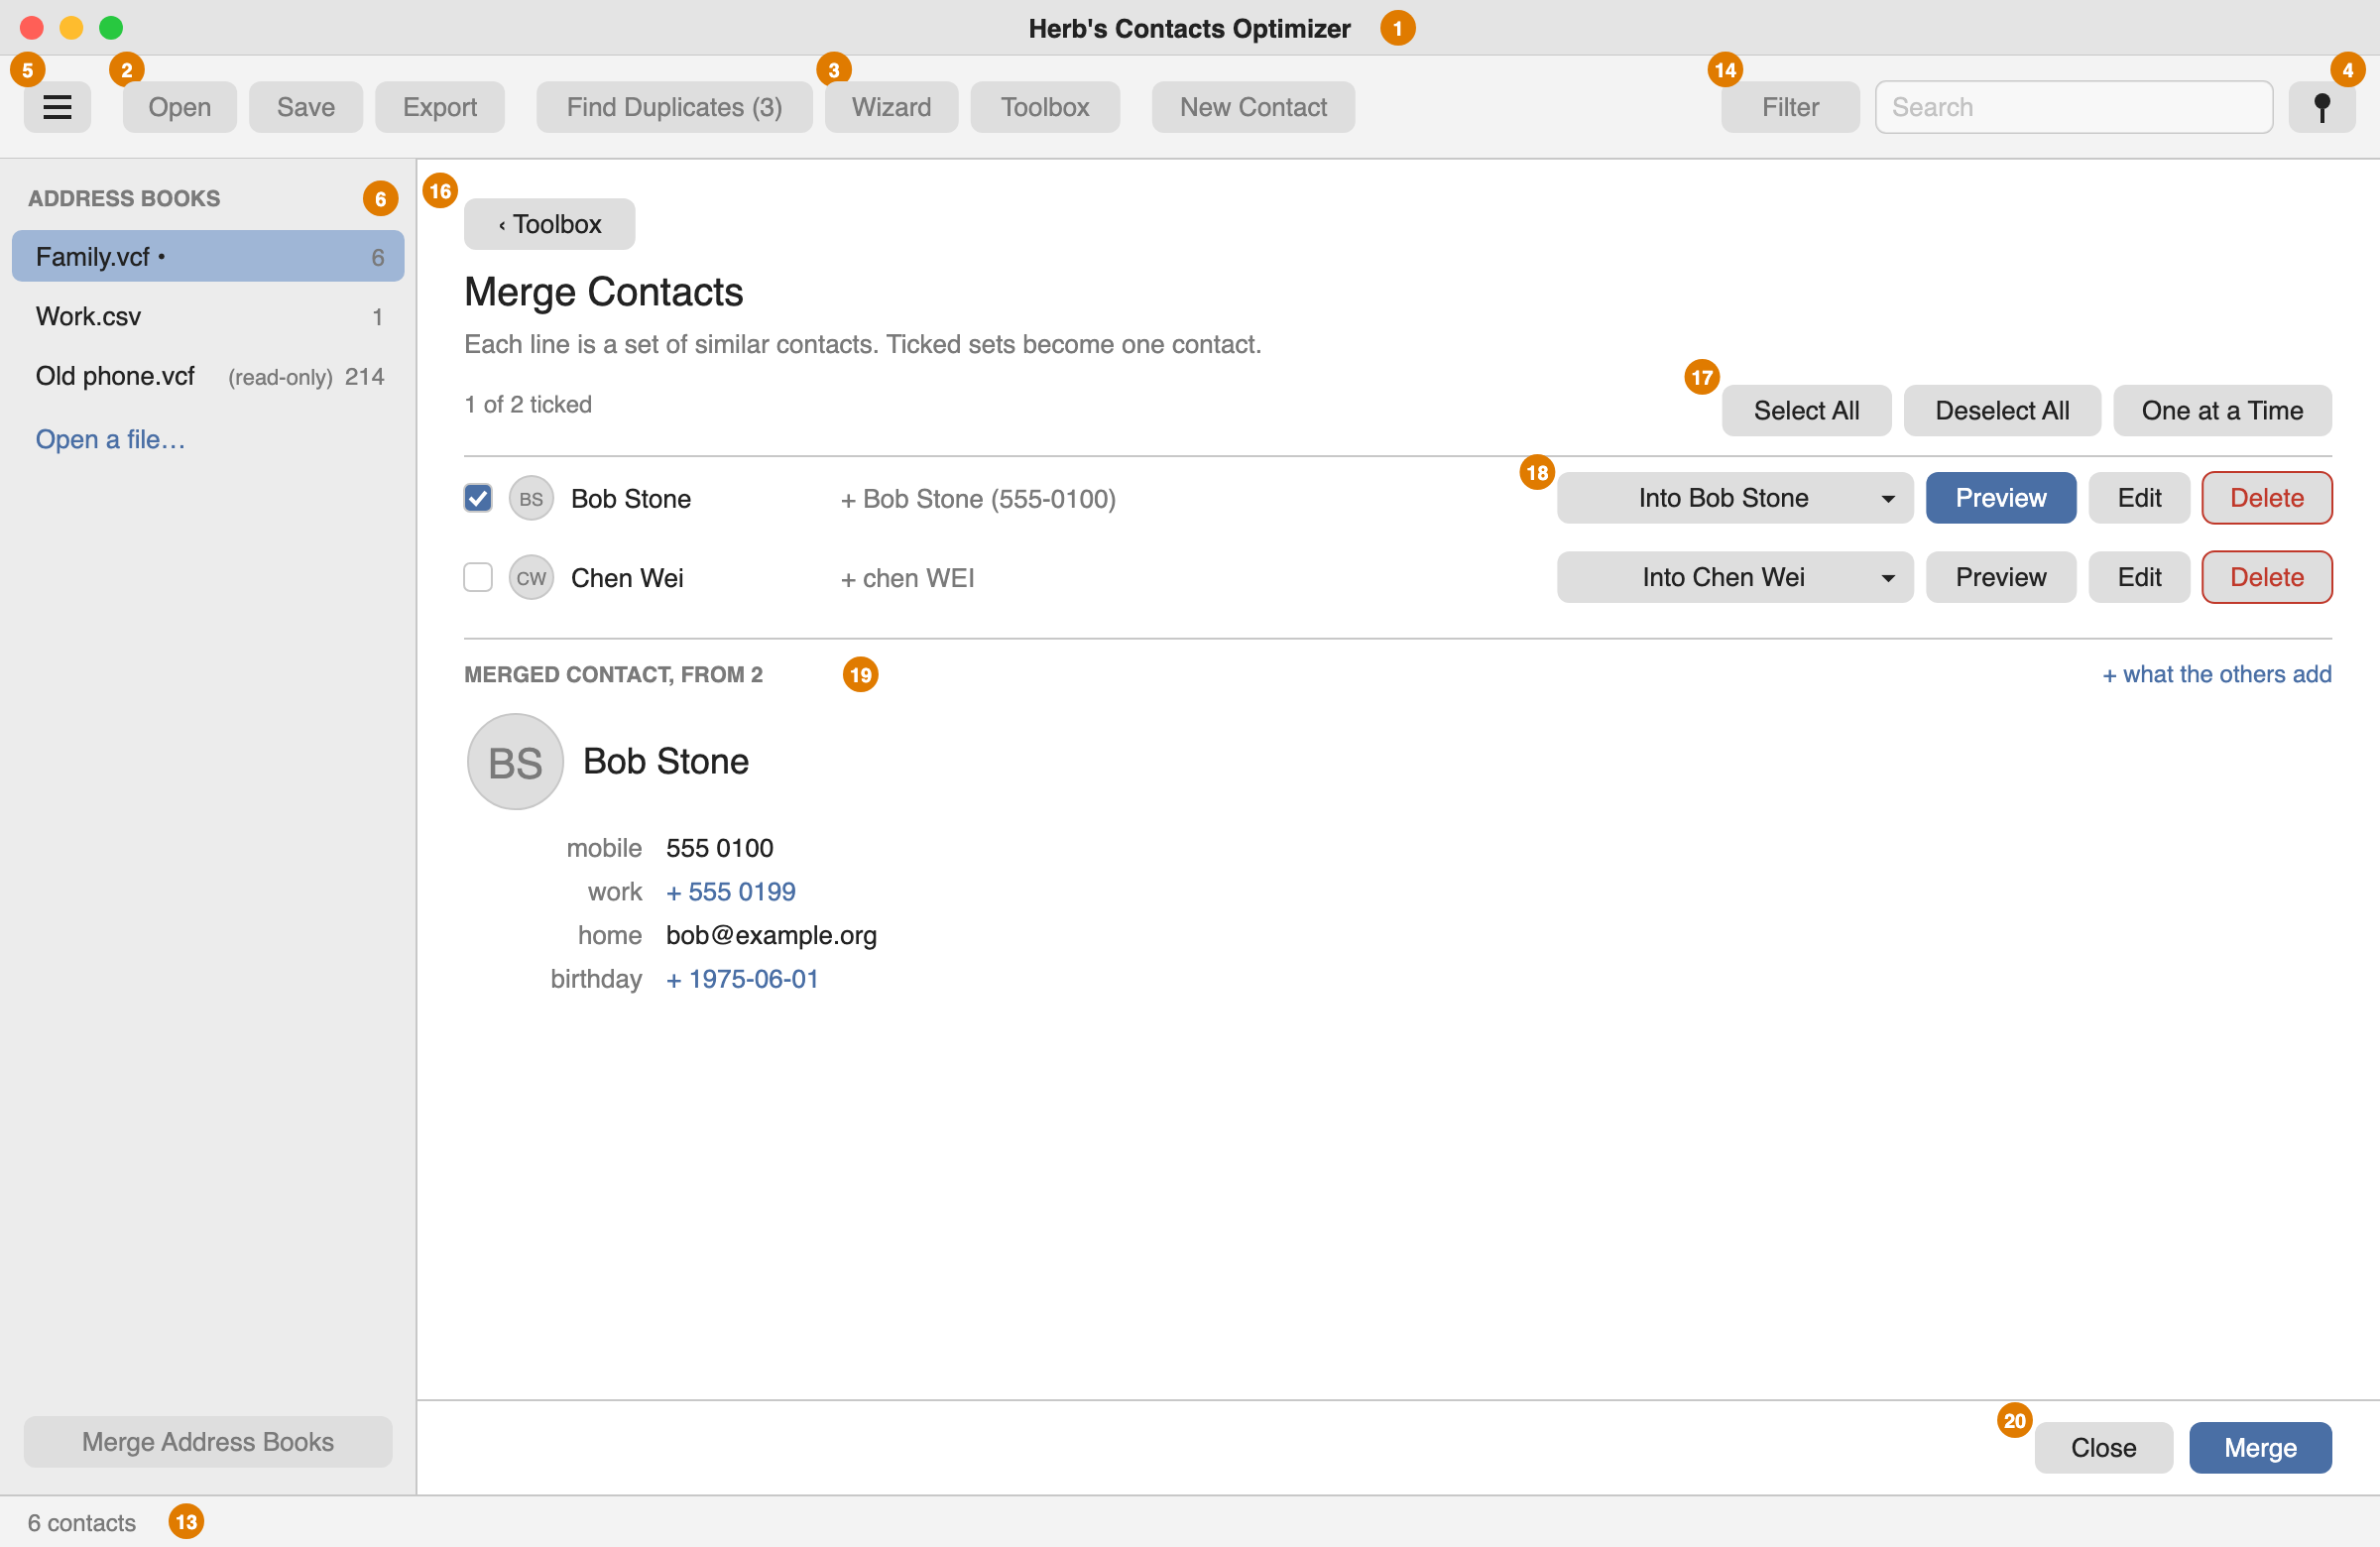 Herb's Contacts Optimizer 1
5 2 3 14 4
Open Save Export Find Duplicates (3) Wizard Toolbox New Contact Filter Search
ADDRESS BOOKS 6
Family.vcf • 6
Work.csv 1
Old phone.vcf (read-only) 214
Open a file…
Merge Address Books
16
‹ Toolbox
Merge Contacts
Each line is a set of similar contacts. Ticked sets become one contact.
1 of 2 ticked
17
Select All Deselect All One at a Time
18
BS Bob Stone + Bob Stone (555-0100) Into Bob Stone Preview Edit Delete
CW Chen Wei + chen WEI Into Chen Wei Preview Edit Delete
MERGED CONTACT, FROM 2 19 + what the others add
BS Bob Stone
mobile 555 0100
work + 555 0199
home bob@example.org
birthday + 1975-06-01
20
Close Merge
6 contacts 13